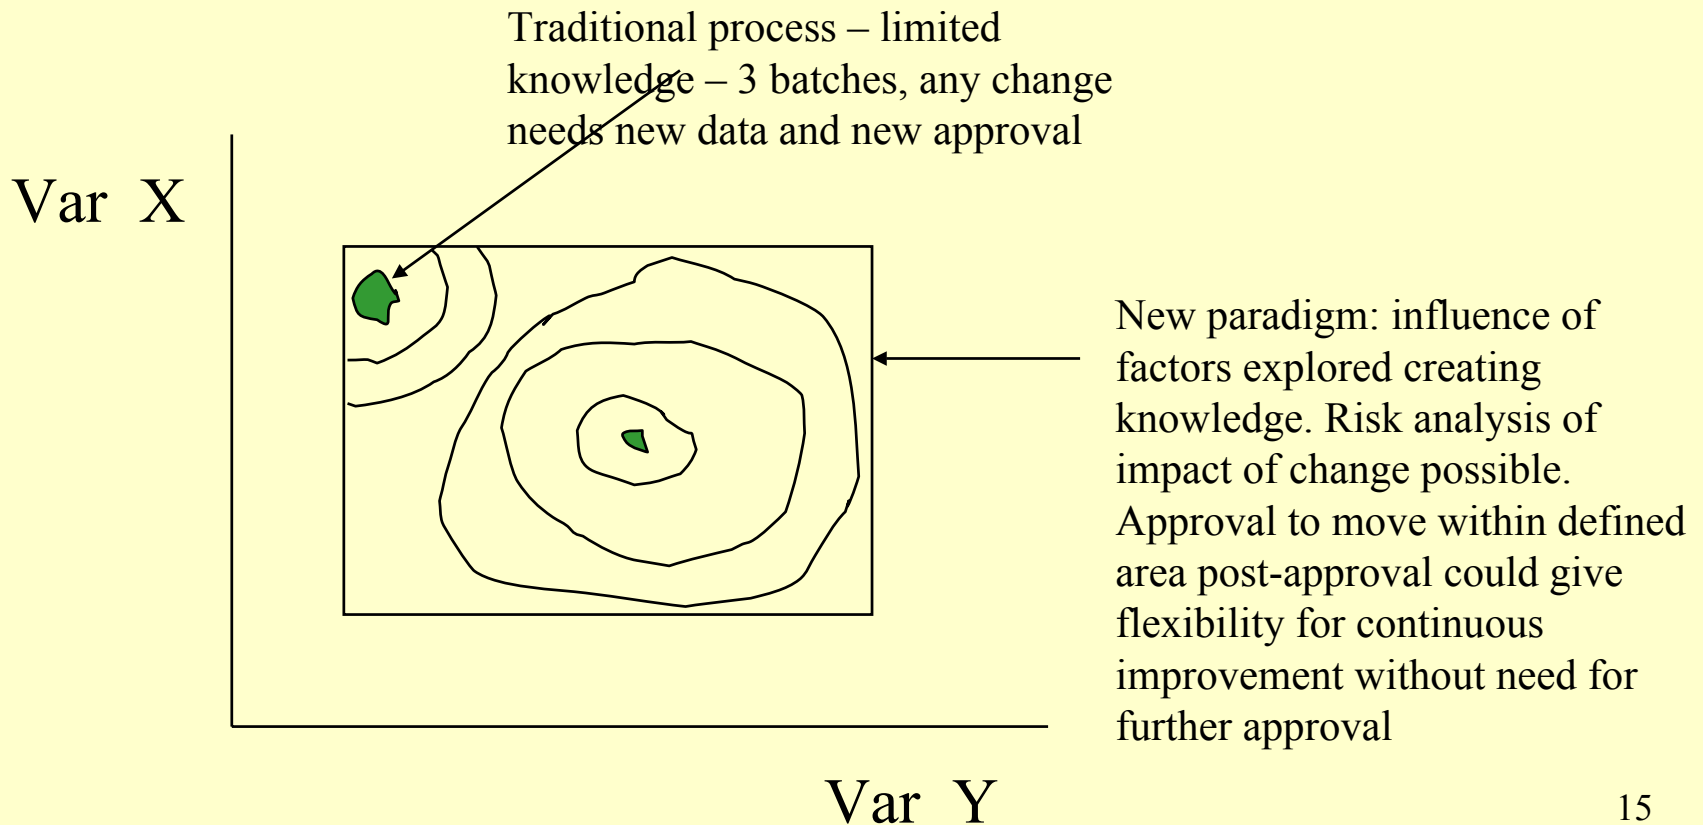 Traditional process – limited
knowledge – 3 batches, any change
needs new data and new approval
Var X
New paradigm: influence of
factors explored creating
knowledge. Risk analysis of
impact of change possible.
Approval to move within defined
area post-approval could give
flexibility for continuous
improvement without need for
further approval
Var Y
15